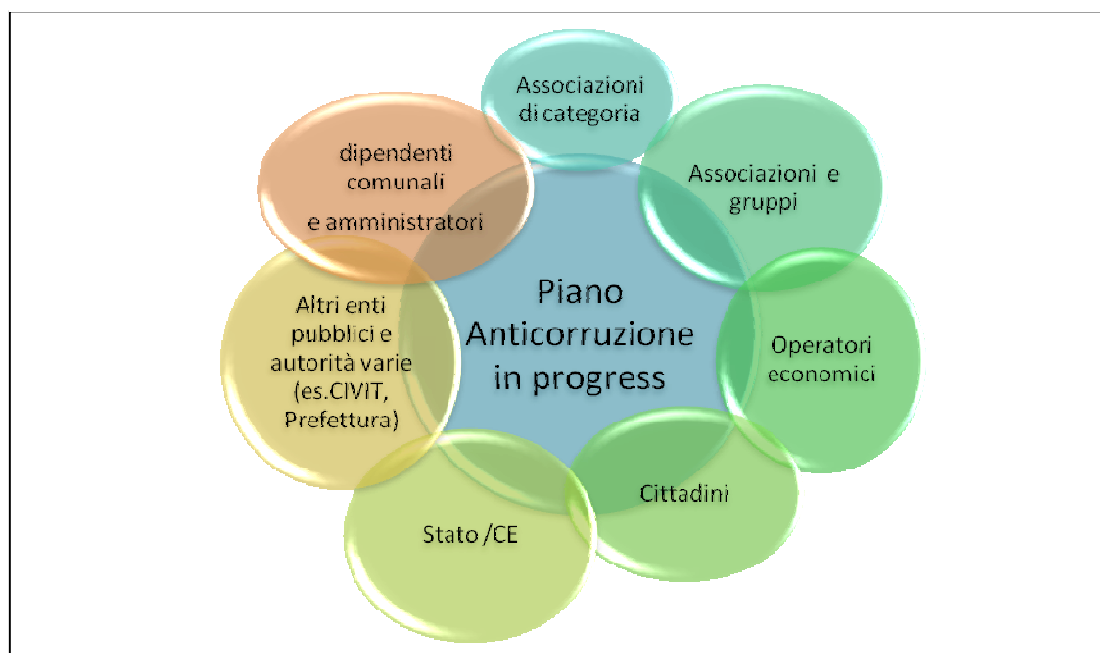 Associazioni
di categoria
Associazioni e
gruppi
Operatori
economici
Cittadini
Stato /CE
Altri enti
pubblici e
autorità varie
(es.CIVIT,
Prefettura)
dipendenti
comunali
e amministratori
Piano
Anticorruzione
in progress